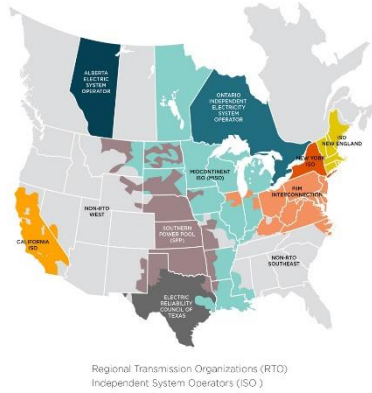 ALBERTA
ELECTRIC
SYSTEM
OPERATOR
ONTARIO
INDEPENDENT
ELECTRICITY
SYSTEM
OPERATOR
ISO
NEW ENGLAND
NEW YORK
ISO
MIDCONTINENT
ISO (MISO)
PJM
INTERCONNECTION
NON-RTO
WEST
SOUTHERN
POWER POOL
(SPP)
CALIFORNIA
ISO
NON-RTO
SOUTHEAST
ELECTRIC
RELIABILITY
COUNCIL OF
TEXAS
Regional Transmission Organizations (RTO)
Independent System Operators (ISO )